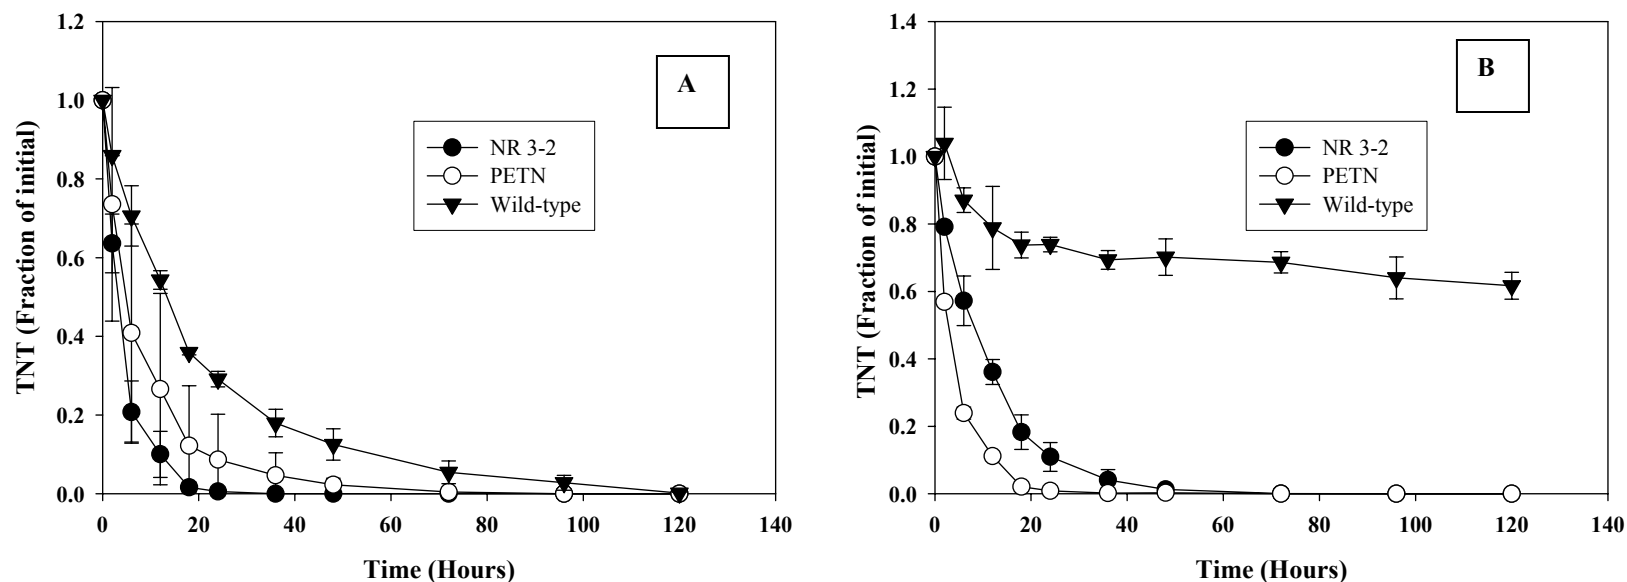 1.2
1.0
0.8
0.6
0.4
0.2
0.0
TNT (Fraction of initial)
A
NR 3-2
PETN
Wild-type
0 20 40 60 80 100 120 140
Time (Hours)
1.4
1.2
1.0
0.8
0.6
0.4
0.2
0.0
TNT (Fraction of initial)
B
NR 3-2
PETN
Wild-type
0 20 40 60 80 100 120 140
Time (Hours)